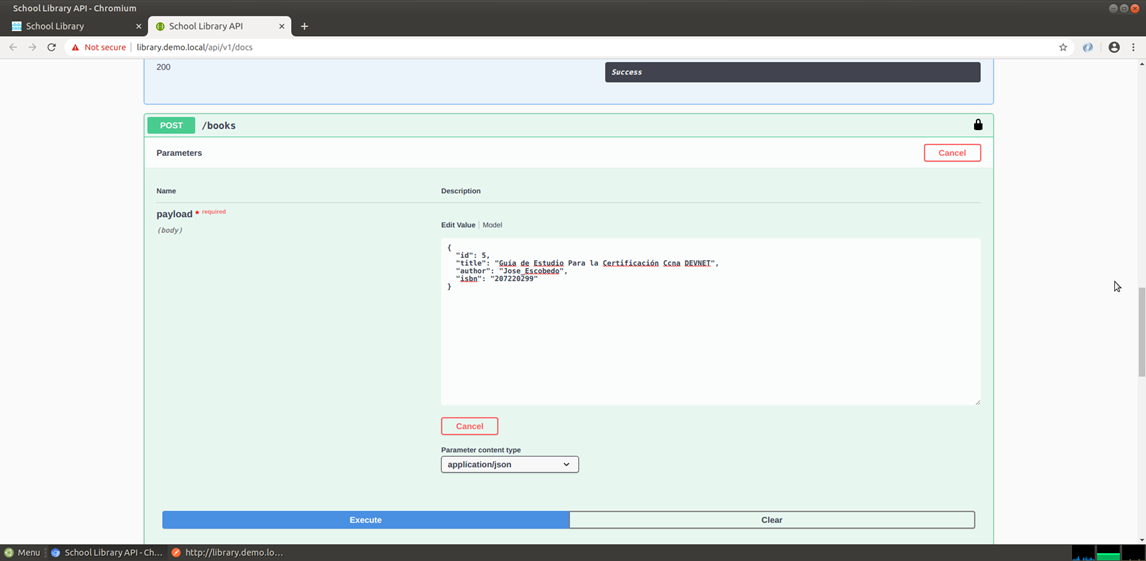 School Library API - Chromium
School Library
School Library API
Not secure
library.demo.local/api/v1/docs
200
Success
POST
/books
Parameters
Cancel
Name
Description
payload * required
(body)
Edit Value | Model
{
"id": 5,
"title": "Guía de Estudio Para la Certificación Ccna DEVNET",
"author": "Jose Escobedo",
"isbn": "207220299"
}
Cancel
Parameter content type
application/json
Execute
Clear
Menu
School Library API - Ch...
http://library.demo.lo...